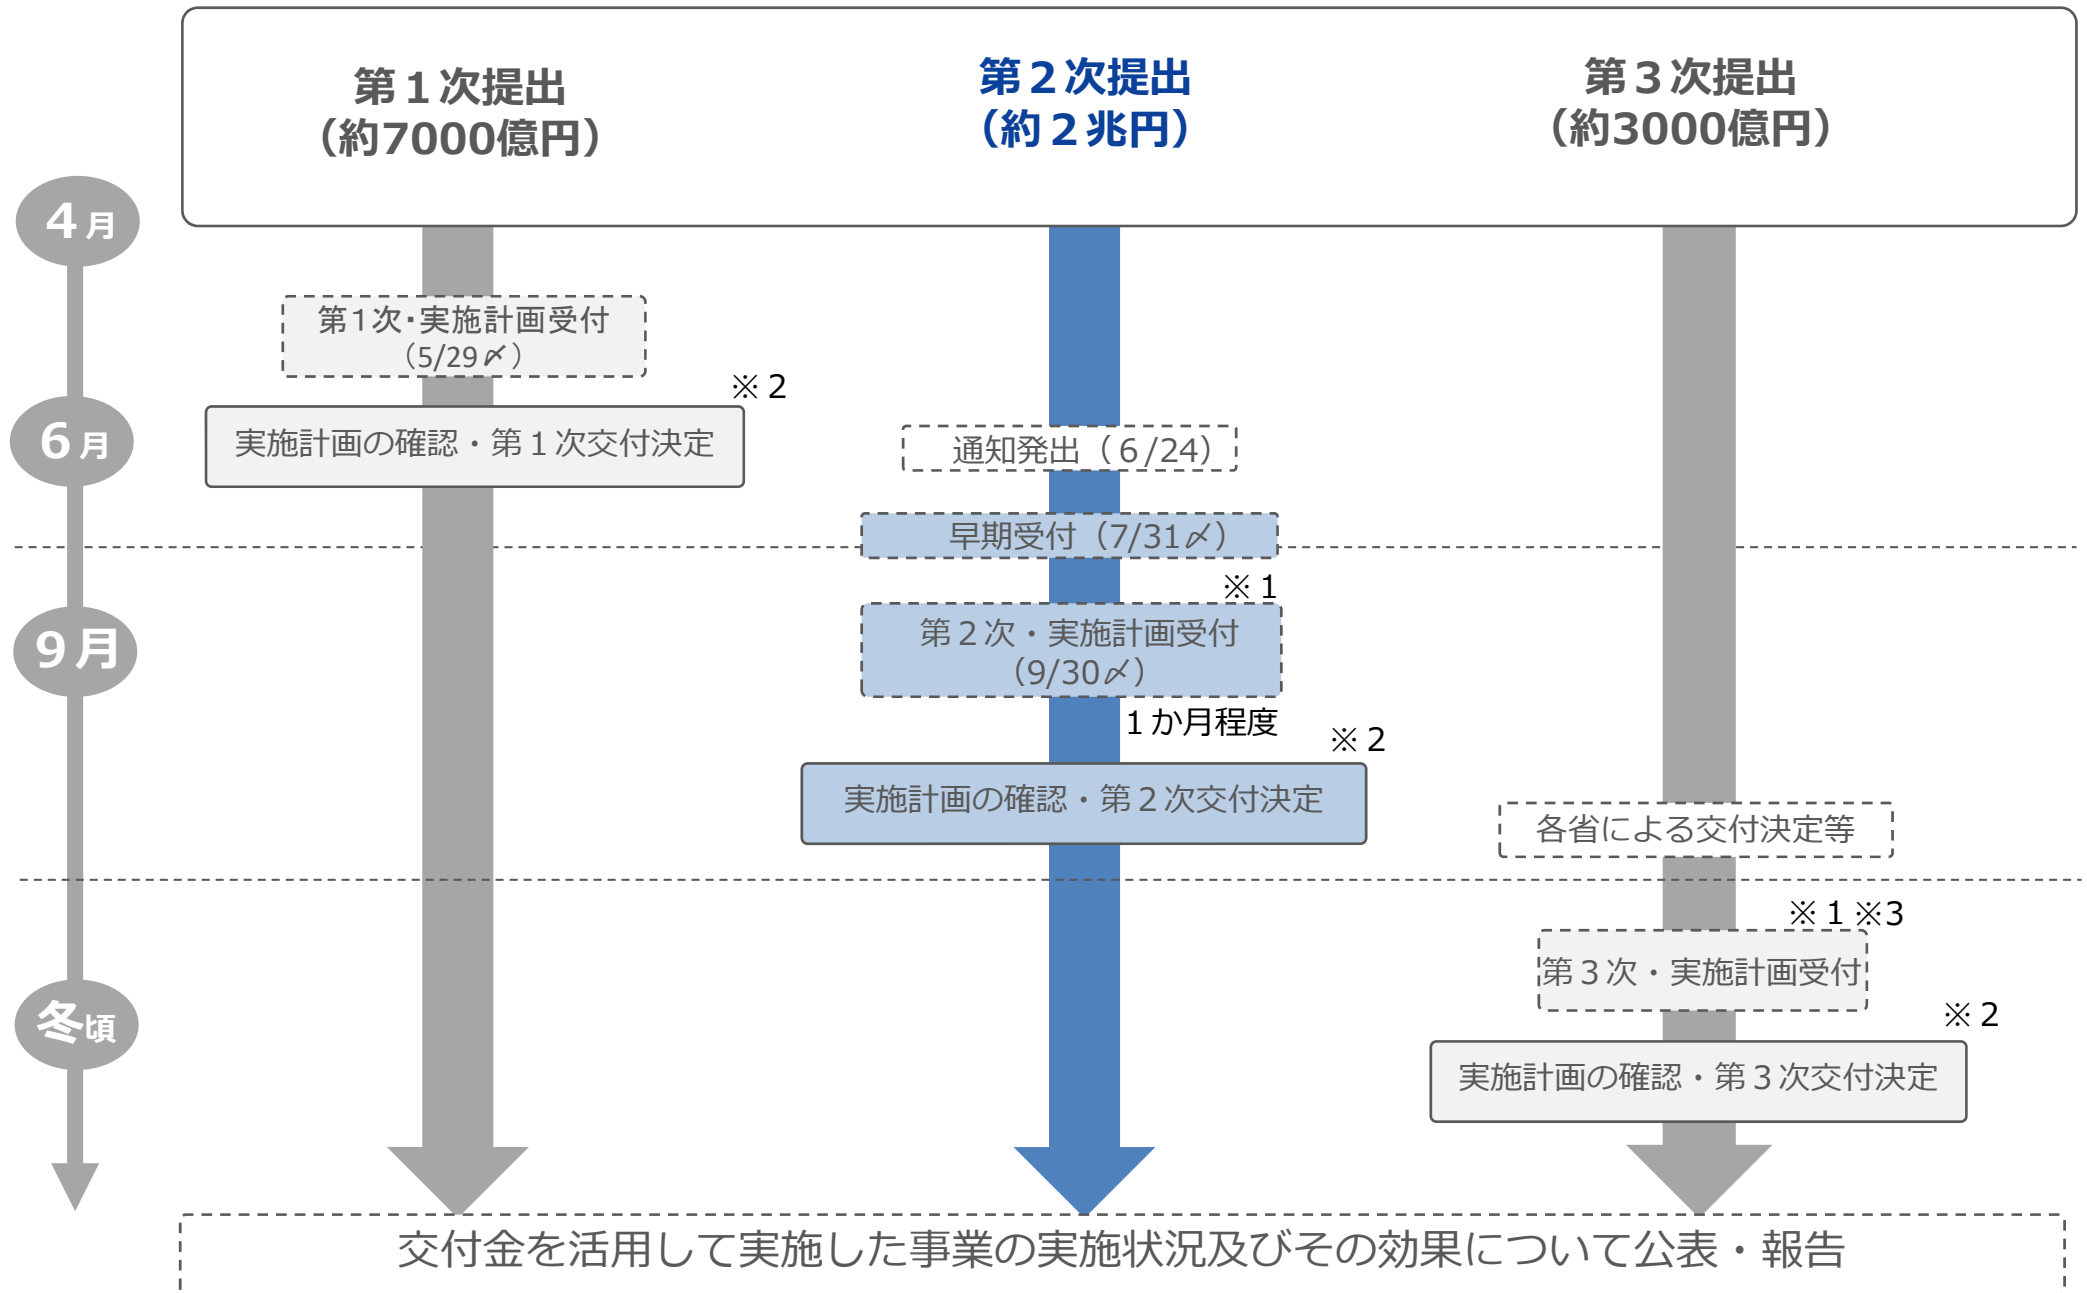 第１次提出
（約7000億円）
第２次提出
（約２兆円）
第３次提出
（約3000億円）
４月
第1次・実施計画受付
（5/29〆）
※２
６月
実施計画の確認・第１次交付決定
通知発出（６/24）
早期受付（7/31〆）
※１
９月
第２次・実施計画受付
（9/30〆）
１か月程度
※２
実施計画の確認・第２次交付決定
各省による交付決定等
※１ ※3
第３次・実施計画受付
冬頃
※２
実施計画の確認・第３次交付決定
交付金を活用して実施した事業の実施状況及びその効果について公表・報告